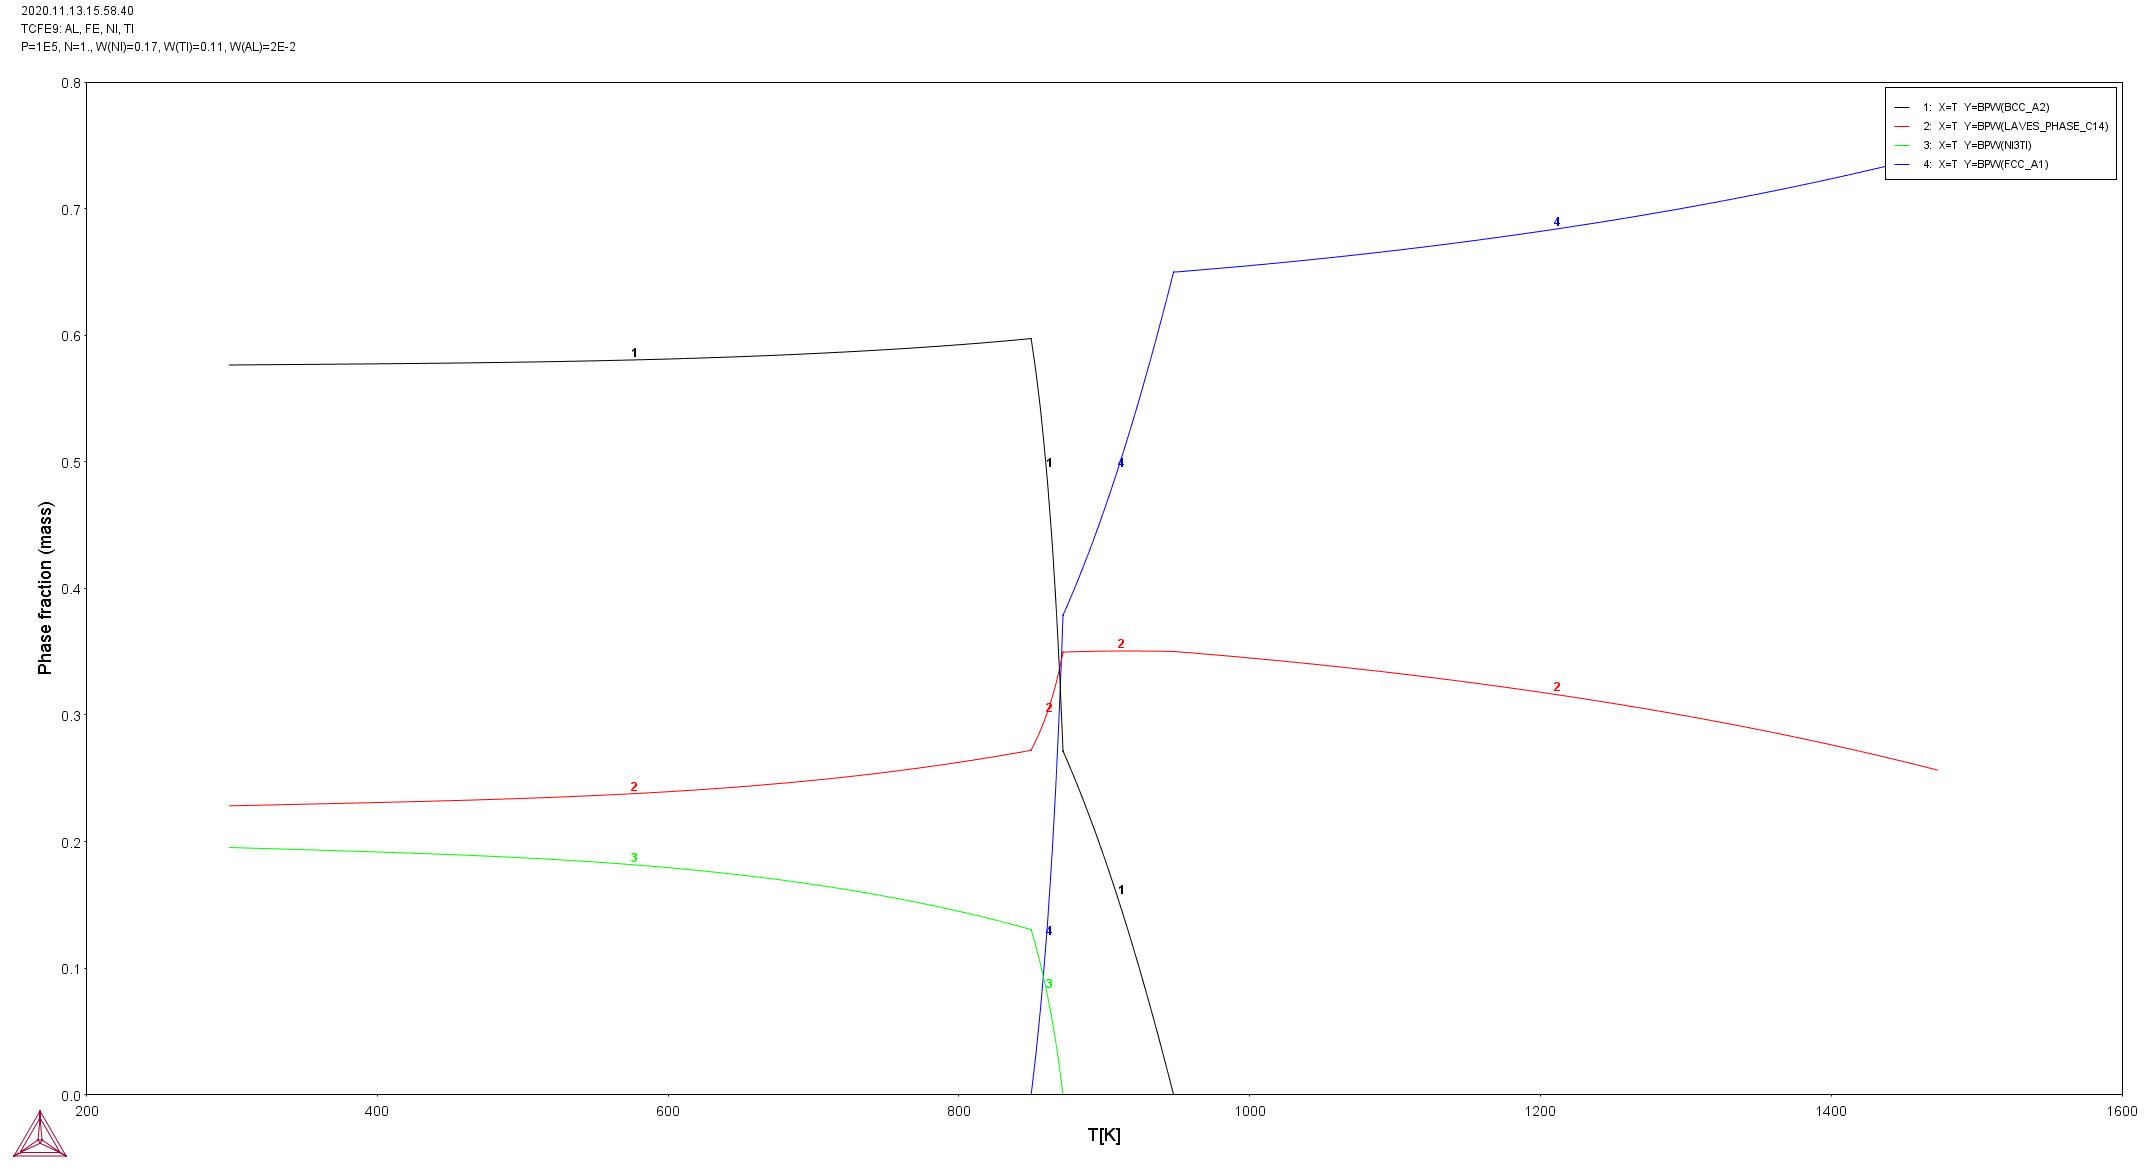 2020.11.13.15.58.40
TCFE9: AL, FE, NI, TI
P=1E5, N=1., W(NI)=0.17, W(TI)=0.11, W(AL)=2E-2
0.8
1: X=T Y=BPW(BCC_A2)
2: X=T Y=BPW(LAVES_PHASE_C14)
3: X=T Y=BPW(NI3TI)
4: X=T Y=BPW(FCC_A1)
0.7
4
0.6
1
0.5
1
4
Phase fraction (mass)
0.4
2
2
0.3
2
2
0.2
3
1
4
0.1
3
0.0
200 400 600 800 1000 1200 1400 1600
T[K]